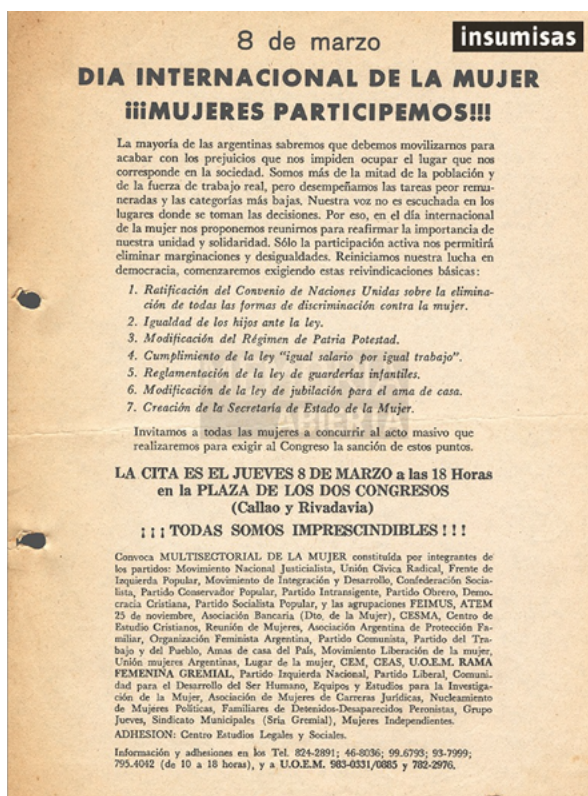 8 de marzo
insumisas
DIA INTERNACIONAL DE LA MUJER
¡¡¡MUJERES PARTICIPEMOS!!!
La mayoría de las argentinas sabremos que debemos movilizarnos para
acabar con los prejuicios que nos impiden ocupar el lugar que nos
corresponde en la sociedad. Somos más de la mitad de la población y
de la fuerza de trabajo real, pero desempeñamos las tareas peor remu-
neradas y las categorías más bajas. Nuestra voz no es escuchada en los
lugares donde se toman las decisiones. Por eso, en el día internacional
de la mujer nos proponemos reunirnos para reafirmar la importancia de
nuestra unidad y solidaridad. Sólo la participación activa nos permitirá
eliminar marginaciones y desigualdades. Reiniciamos nuestra lucha en
democracia, comenzaremos exigiendo estas reivindicaciones básicas:
1. Ratificación del Convenio de Naciones Unidas sobre la elimina-
ción de todas las formas de discriminación contra la mujer.
2. Igualdad de los hijos ante la ley.
3. Modificación del Régimen de Patria Potestad.
4. Cumplimiento de la ley "igual salario por igual trabajo".
5. Reglamentación de la ley de guarderías infantiles.
6. Modificación de la ley de jubilación para el ama de casa.
7. Creación de la Secretaría de Estado de la Mujer.
Invitamos a todas las mujeres a concurrir al acto masivo que
realizaremos para exigir al Congreso la sanción de estos puntos.
LA CITA ES EL JUEVES 8 DE MARZO a las 18 Horas
en la PLAZA DE LOS DOS CONGRESOS
(Callao y Rivadavia)
¡¡¡TODAS SOMOS IMPRESCINDIBLES!!!
Convoca MULTISECTORIAL DE LA MUJER constituída por integrantes de
los partidos: Movimiento Nacional Justicialista, Unión Cívica Radical, Frente de
Izquierda Popular, Movimiento de Integración y Desarrollo, Confederación Socia-
lista, Partido Conservador Popular, Partido Intransigente, Partido Obrero, Demo-
cracia Cristiana, Partido Socialista Popular, y las agrupaciones FEIMUS, ATEM
25 de noviembre, Asociación Bancaria (Dto. de la Mujer), CESMA, Centro de
Estudio Cristianos, Reunión de Mujeres, Asociación Argentina de Protección Fa-
miliar, Organización Feminista Argentina, Partido Comunista, Partido del Tra-
bajo y del Pueblo, Amas de casa del País, Movimiento Liberación de la mujer,
Unión mujeres Argentinas, Lugar de la mujer, CEM, CEAS, U.O.E.M. RAMA
FEMENINA GREMIAL, Partido Izquierda Nacional, Partido Liberal, Comuni-
dad para el Desarrollo del Ser Humano, Equipos y Estudios para la Investiga-
ción de la Mujer, Asociación de Mujeres de Carreras Jurídicas, Nucleamiento
de Mujeres Políticas, Familiares de Detenidos-Desaparecidos Peronistas, Grupo
Jueves, Sindicato Municipales (Sria Gremial), Mujeres Independientes.
ADHESION: Centro Estudios Legales y Sociales.
Información y adhesiones en los Tel. 824-2891; 46-8036; 99.6793; 93-7999;
795.4042 (de 10 a 18 horas), y a U.O.E.M. 983-0331/0885 y 782-2976.